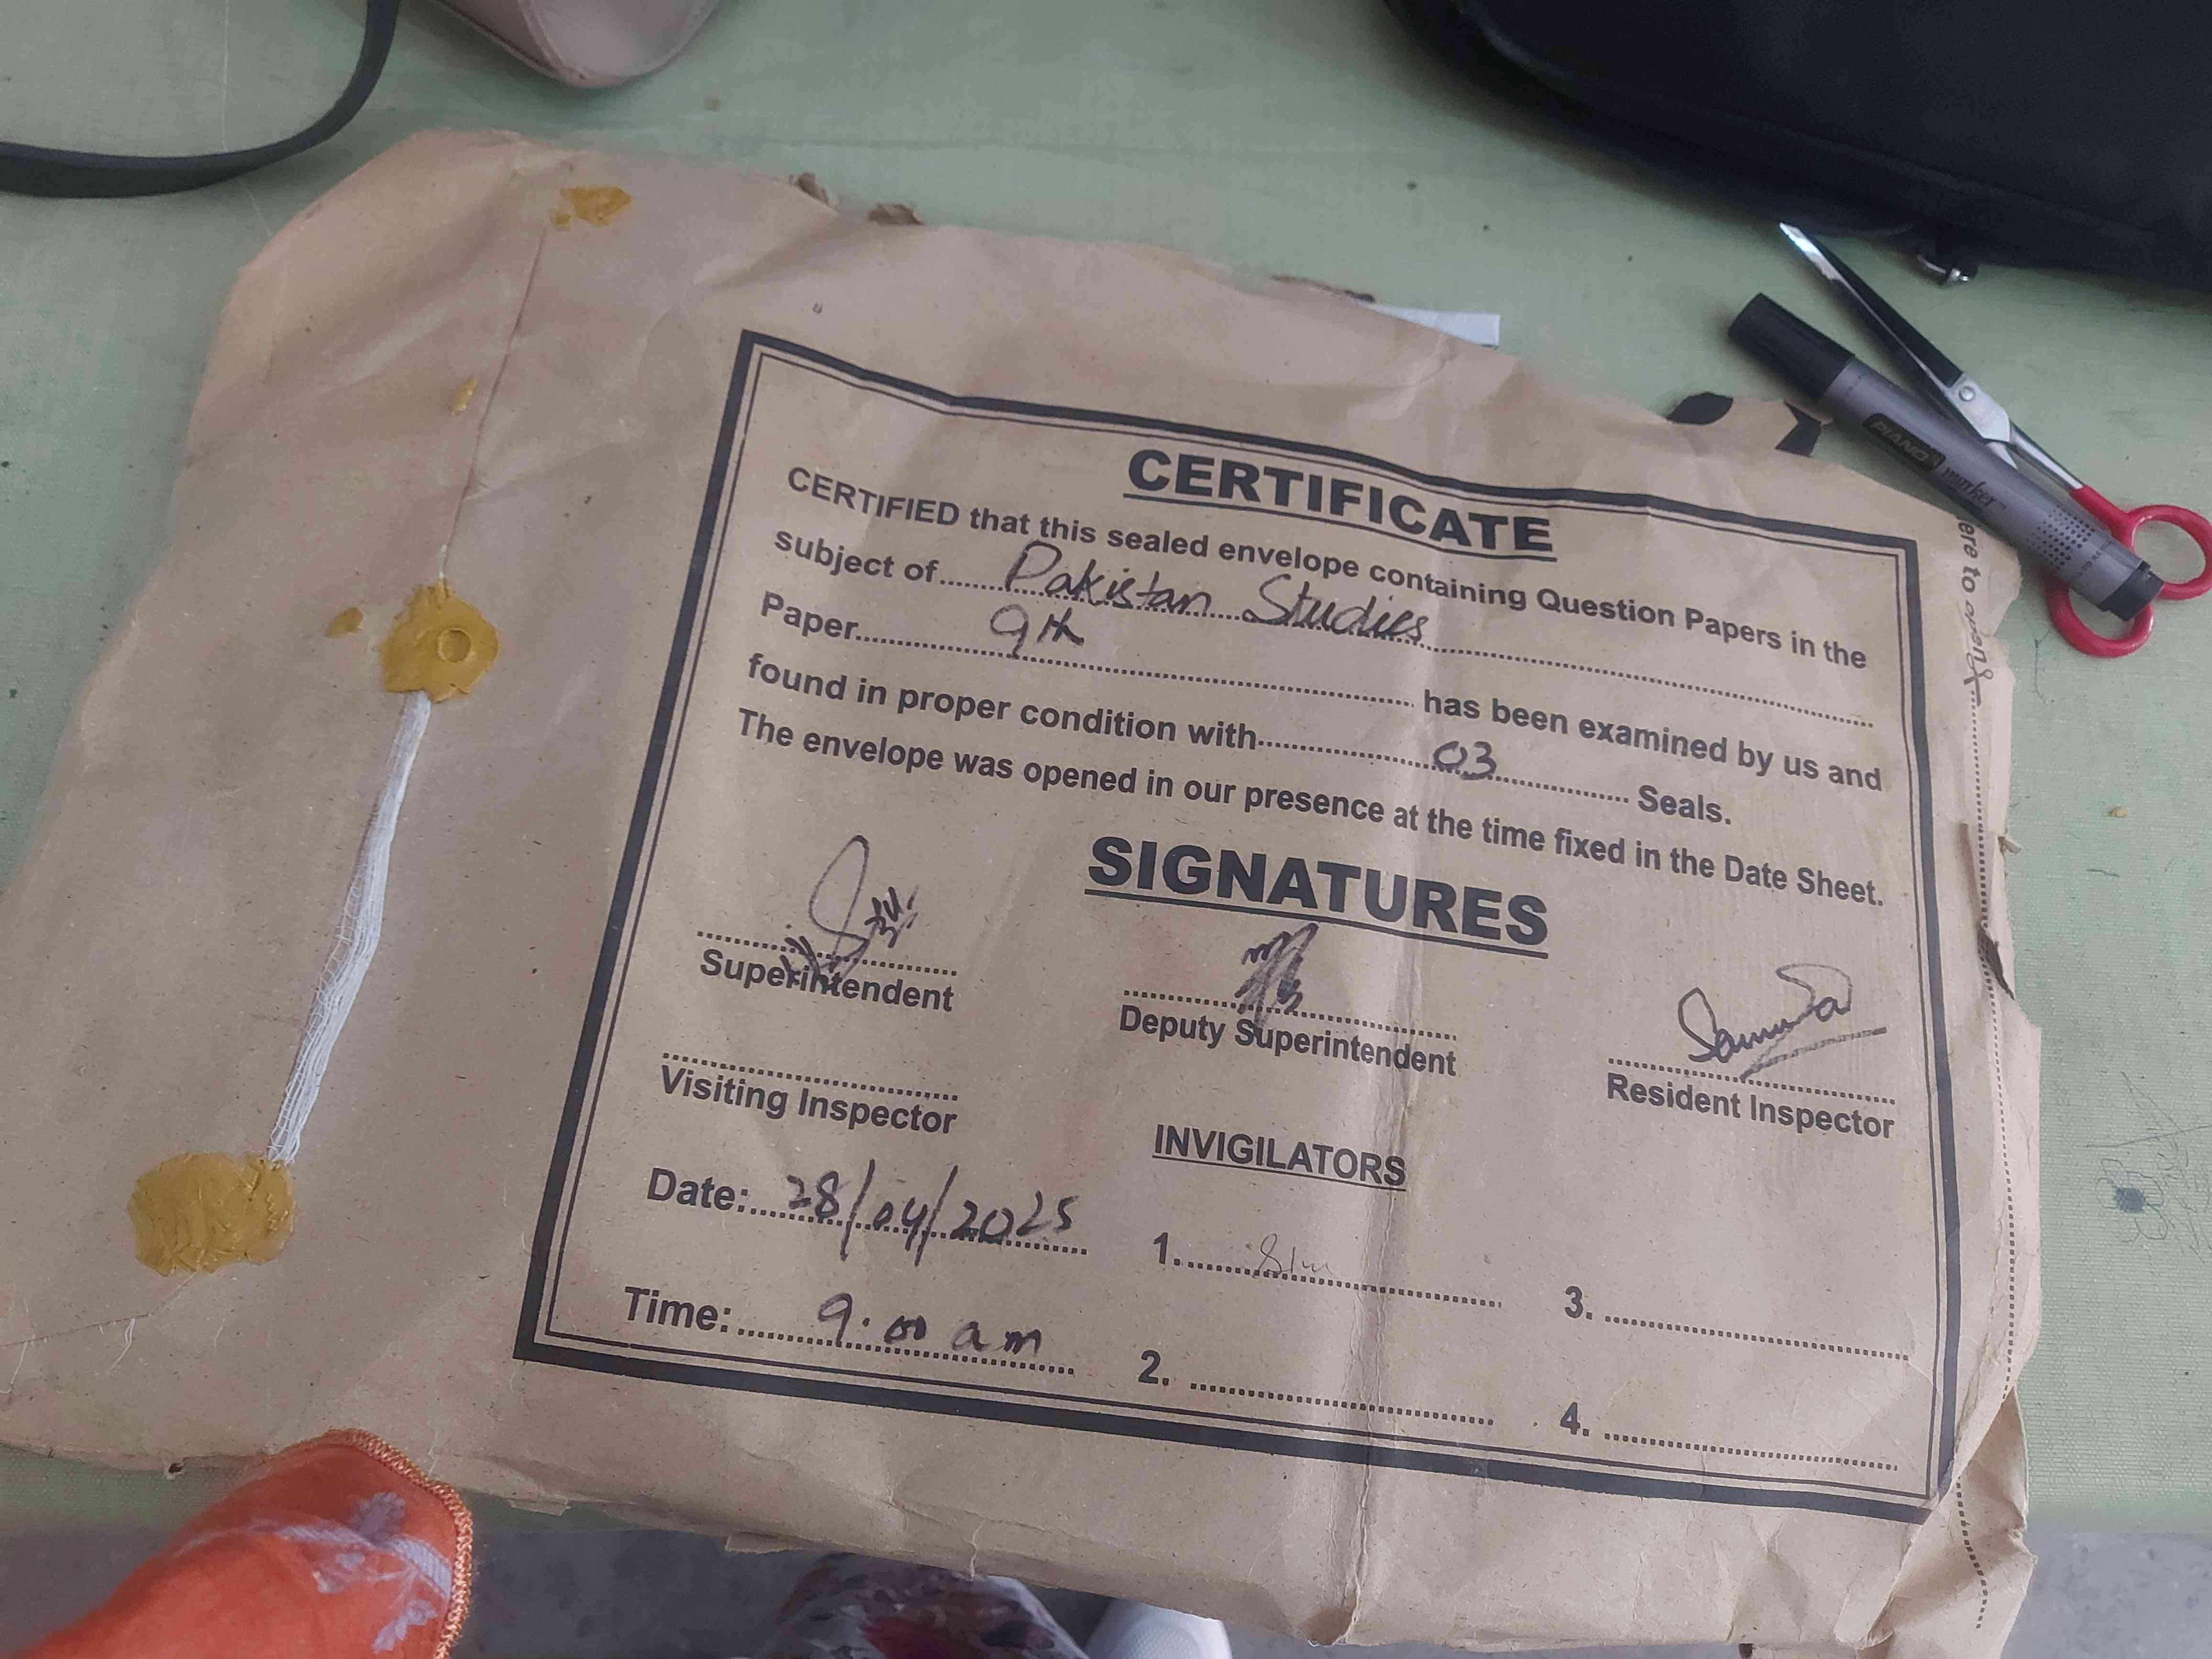 CERTIFICATE
CERTIFIED that this sealed envelope containing Question Papers in the
subject of Pakistan Studies
Paper 9th has been examined by us and
found in proper condition with 03 Seals.
The envelope was opened in our presence at the time fixed in the Date Sheet.
SIGNATURES
Superintendent
Deputy Superintendent
Resident Inspector
Visiting Inspector
INVIGILATORS
Date: 28/04/2025
1.
3.
Time: 9.00 am
2.
4.
ere to open
PIANO marker